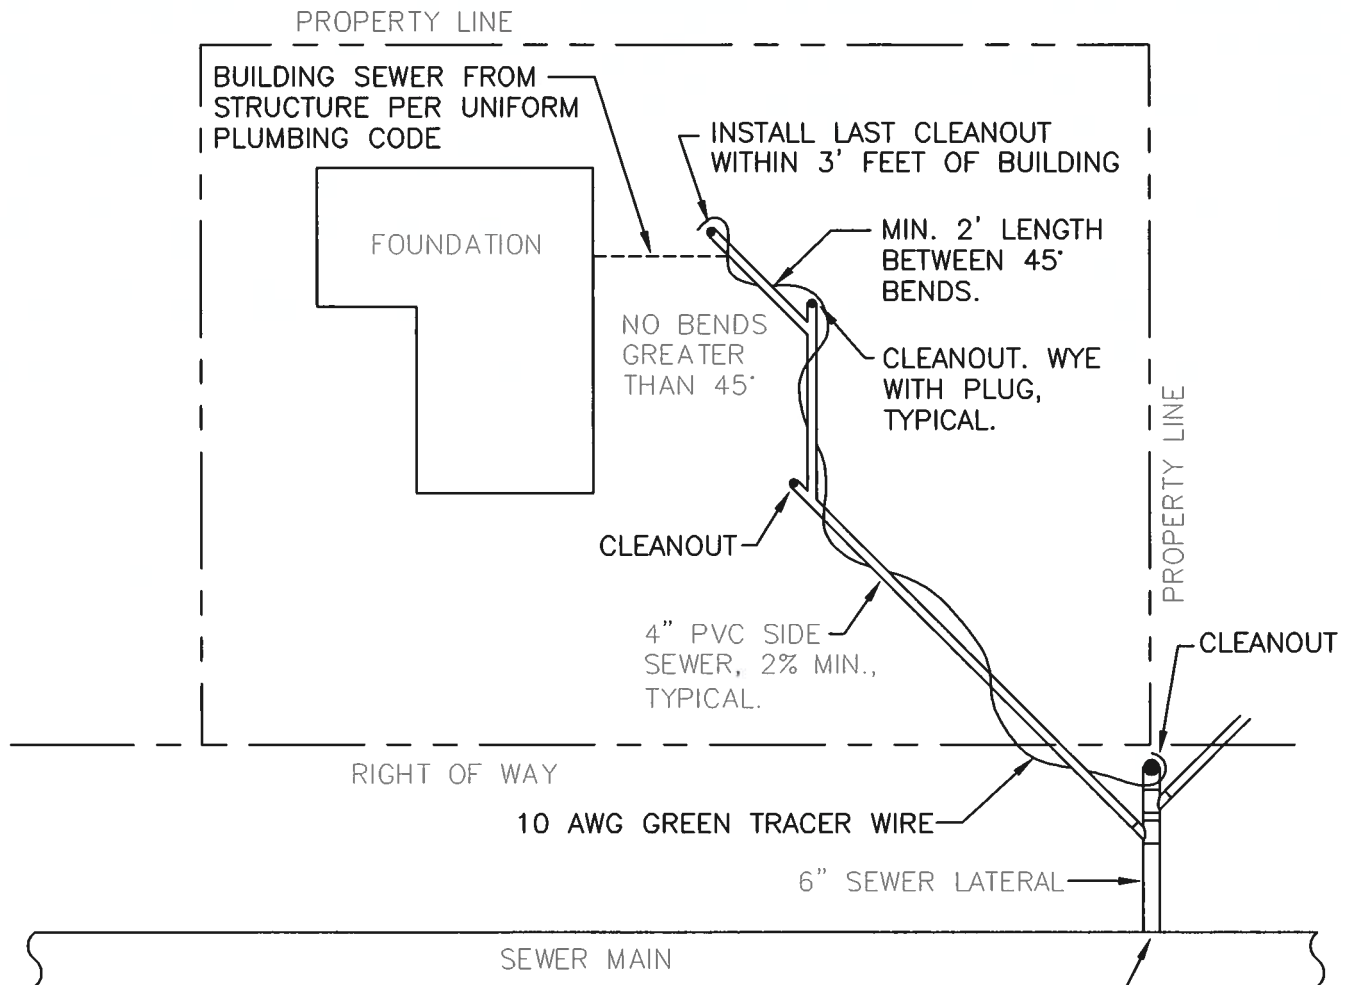 PROPERTY LINE
BUILDING SEWER FROM
STRUCTURE PER UNIFORM
PLUMBING CODE
INSTALL LAST CLEANOUT
WITHIN 3' FEET OF BUILDING
FOUNDATION
MIN. 2' LENGTH
BETWEEN 45°
BENDS.
NO BENDS
GREATER
THAN 45°
CLEANOUT. WYE
WITH PLUG,
TYPICAL.
PROPERTY LINE
CLEANOUT
4" PVC SIDE
SEWER, 2% MIN.,
TYPICAL.
CLEANOUT
RIGHT OF WAY
10 AWG GREEN TRACER WIRE
6" SEWER LATERAL
SEWER MAIN